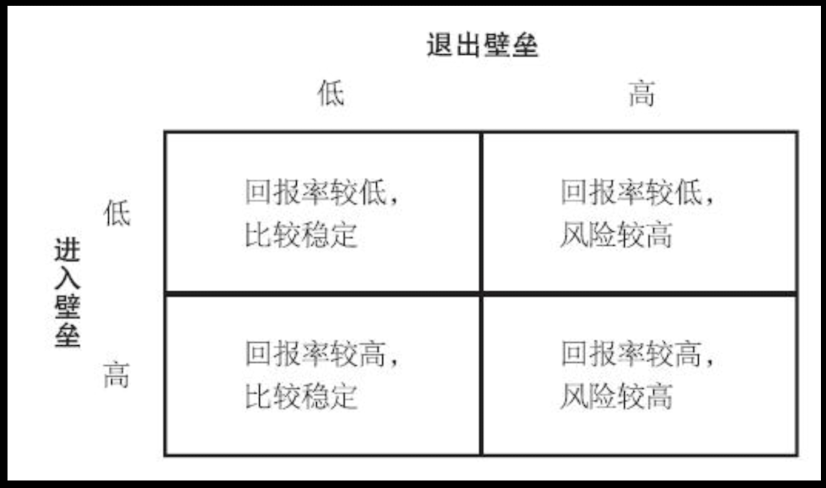 退出壁垒
低
高
低
回报率较低，
比较稳定
回报率较低，
风险较高
进入壁垒
高
回报率较高，
比较稳定
回报率较高，
风险较高